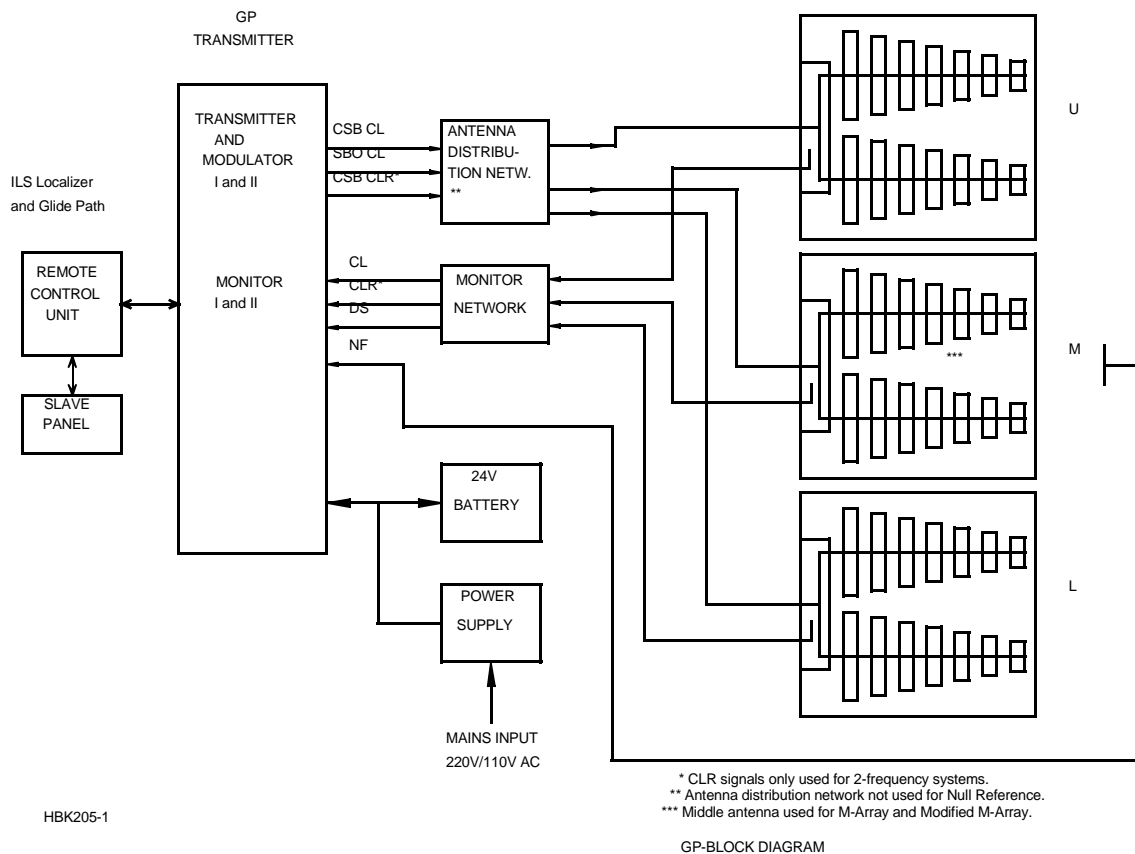 GP
TRANSMITTER
TRANSMITTER
AND
MODULATOR
I and II
MONITOR
I and II
ILS Localizer
and Glide Path
REMOTE
CONTROL
UNIT
SLAVE
PANEL
CSB CL
SBO CL
CSB CLR*
CL
CLR*
DS
NF
ANTENNA
DISTRIBU-
TION NETW.
**
MONITOR
NETWORK
24V
BATTERY
POWER
SUPPLY
MAINS INPUT
220V/110V AC
U
***
M
L
* CLR signals only used for 2-frequency systems.
** Antenna distribution network not used for Null Reference.
*** Middle antenna used for M-Array and Modified M-Array.
HBK205-1
GP-BLOCK DIAGRAM